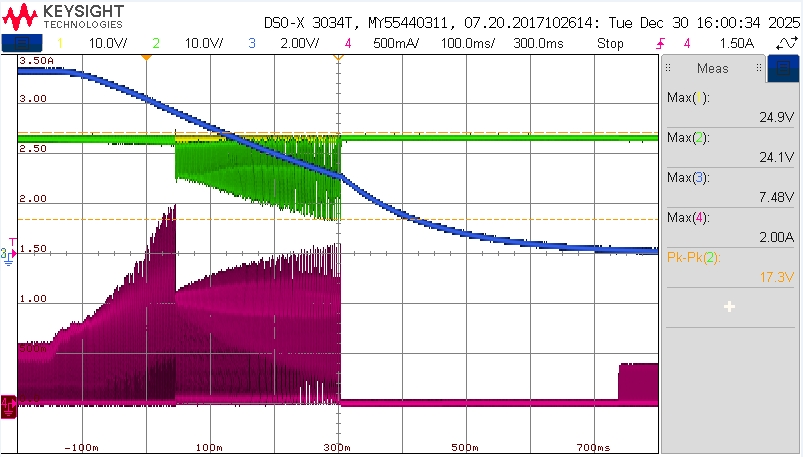 KEYSIGHT
TECHNOLOGIES
DSO-X 3034T, MY55440311, 07.20.2017102614: Tue Dec 30 16:00:34 2025
1 10.0V/ 2 10.0V/ 3 2.00V/ 4 500mA/ 100.0ms/ 300.0ms Stop 4 1.50A
3.50A
3.00
2.50
2.00
1.50
1.00
500m
-100m 100m 300m 500m 700ms
T
3
4
Meas
Max( ):
24.9V
Max(2):
24.1V
Max(3):
7.48V
Max(4):
2.00A
Pk-Pk(2):
17.3V